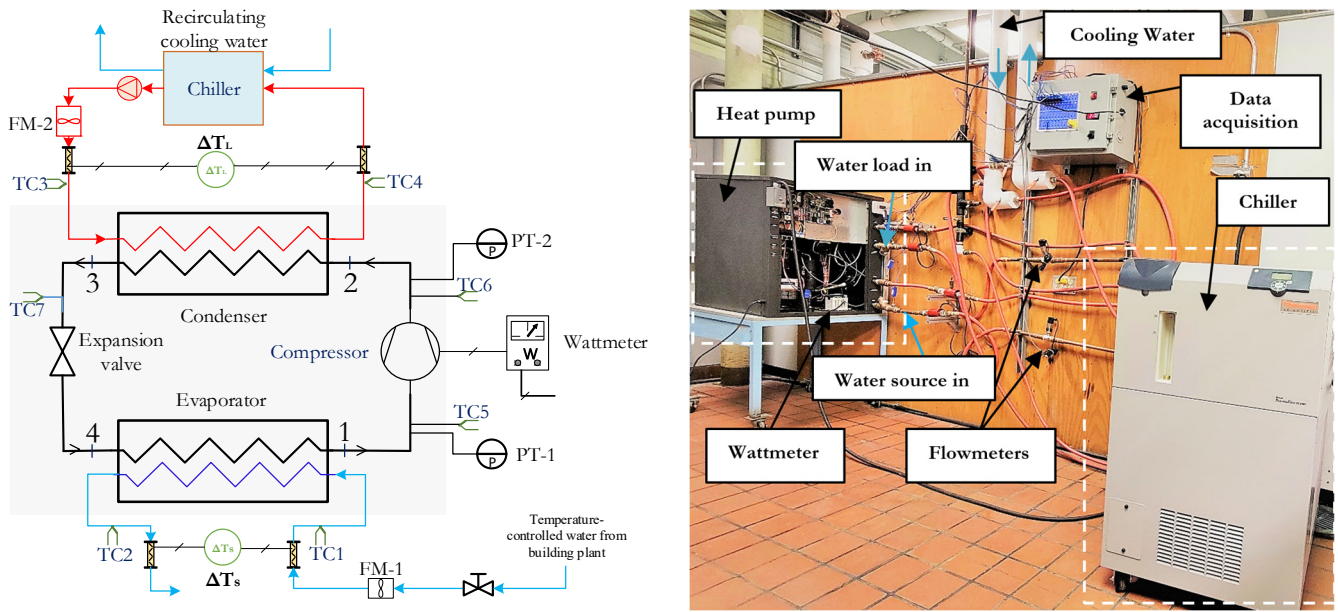 Recirculating
cooling water
Chiller
FM-2
ΔTL
ΔTL
TC3
TC4
PT-2
P
2
3
TC6
TC7
Condenser
Expansion
valve
Compressor
Wattmeter
W
Evaporator
TC5
4
1
PT-1
P
TC2
ΔTs
TC1
ΔTs
Temperature-
controlled water from
building plant
FM-1
Cooling Water
Heat pump
Data
acquisition
Water load in
Chiller
Water source in
Wattmeter
Flowmeters